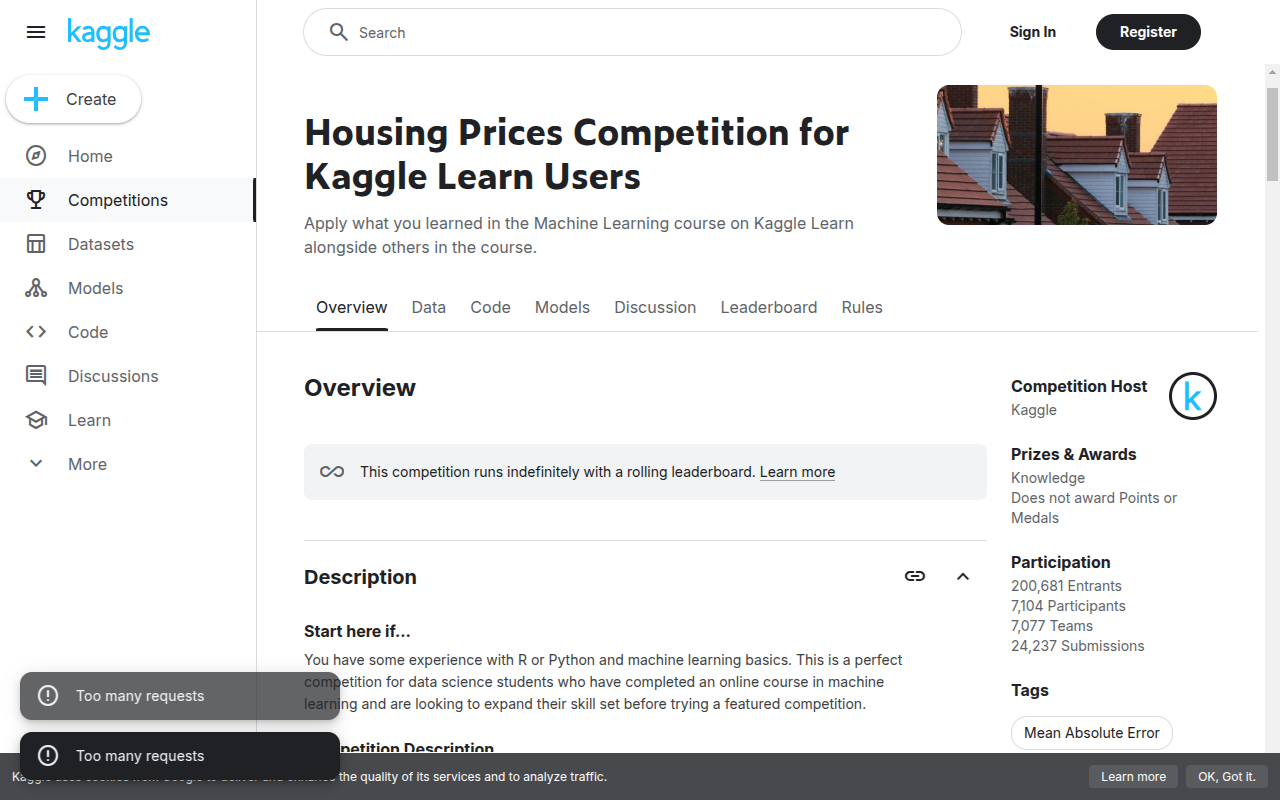 kaggle
Search
Sign In
Register
Create
Home
Competitions
Datasets
Models
Code
Discussions
Learn
More
Housing Prices Competition for
Kaggle Learn Users
Apply what you learned in the Machine Learning course on Kaggle Learn
alongside others in the course.
Overview
Data
Code
Models
Discussion
Leaderboard
Rules
Overview
This competition runs indefinitely with a rolling leaderboard. Learn more
Description
Start here if...
You have some experience with R or Python and machine learning basics. This is a perfect
competition for data science students who have completed an online course in machine
learning and are looking to expand their skill set before trying a featured competition.
Competition Host
Kaggle
k
Prizes & Awards
Knowledge
Does not award Points or
Medals
Participation
200,681 Entrants
7,104 Participants
7,077 Teams
24,237 Submissions
Tags
Mean Absolute Error
Too many requests
Too many requests
the quality of its services and to analyze traffic.
Learn more
OK, Got it.